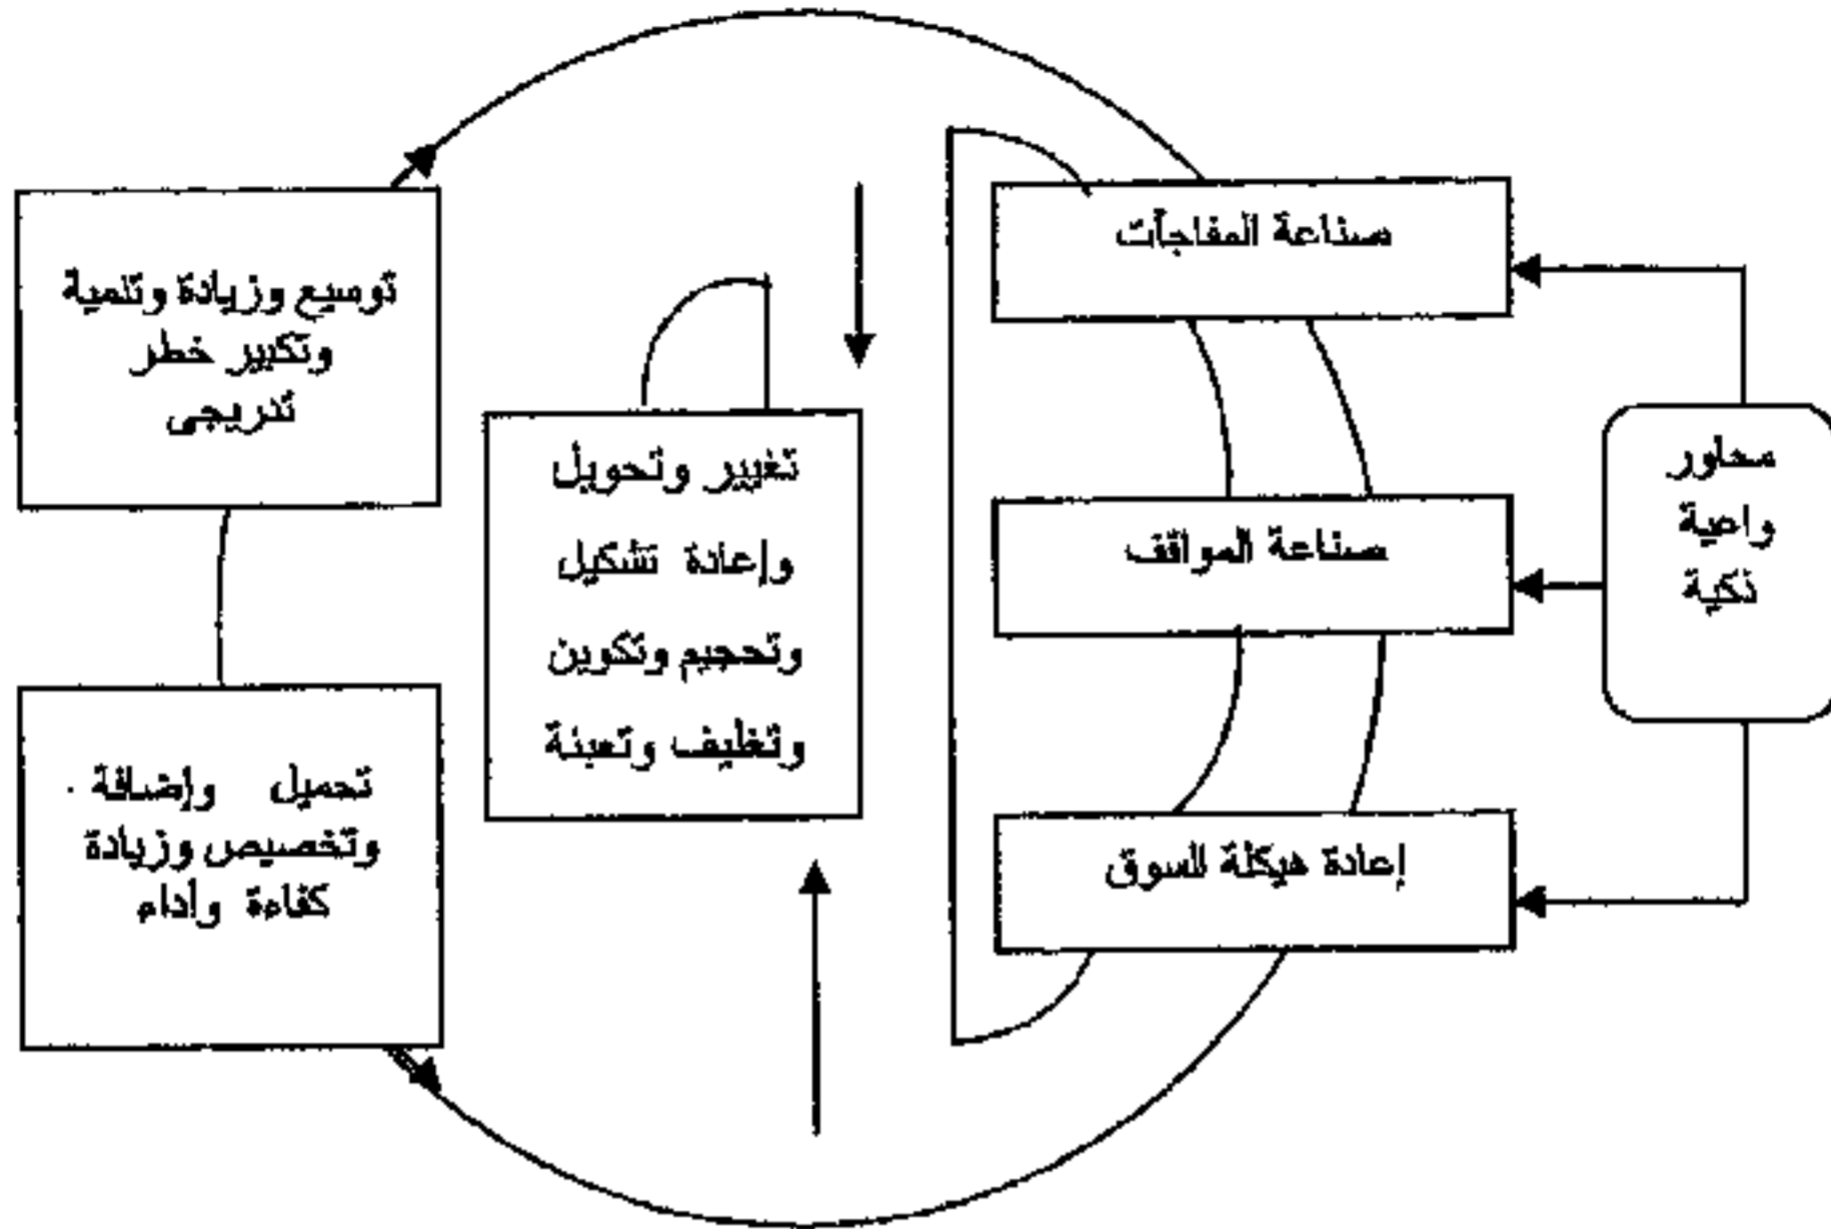 صناعة المفاجآت
صناعة المواقف
إعادة هيكلة السوق
محاور
واعية
ذكية
تغيير وتحويل
وإعادة تشكيل
وتحجيم وتكوين
وتغليف وتعبئة
توسيع وزيادة وتنمية
وتكبير خطر
تدريجى
تحميل وإضافة
وتخصيص وزيادة
كفاءة وأداء